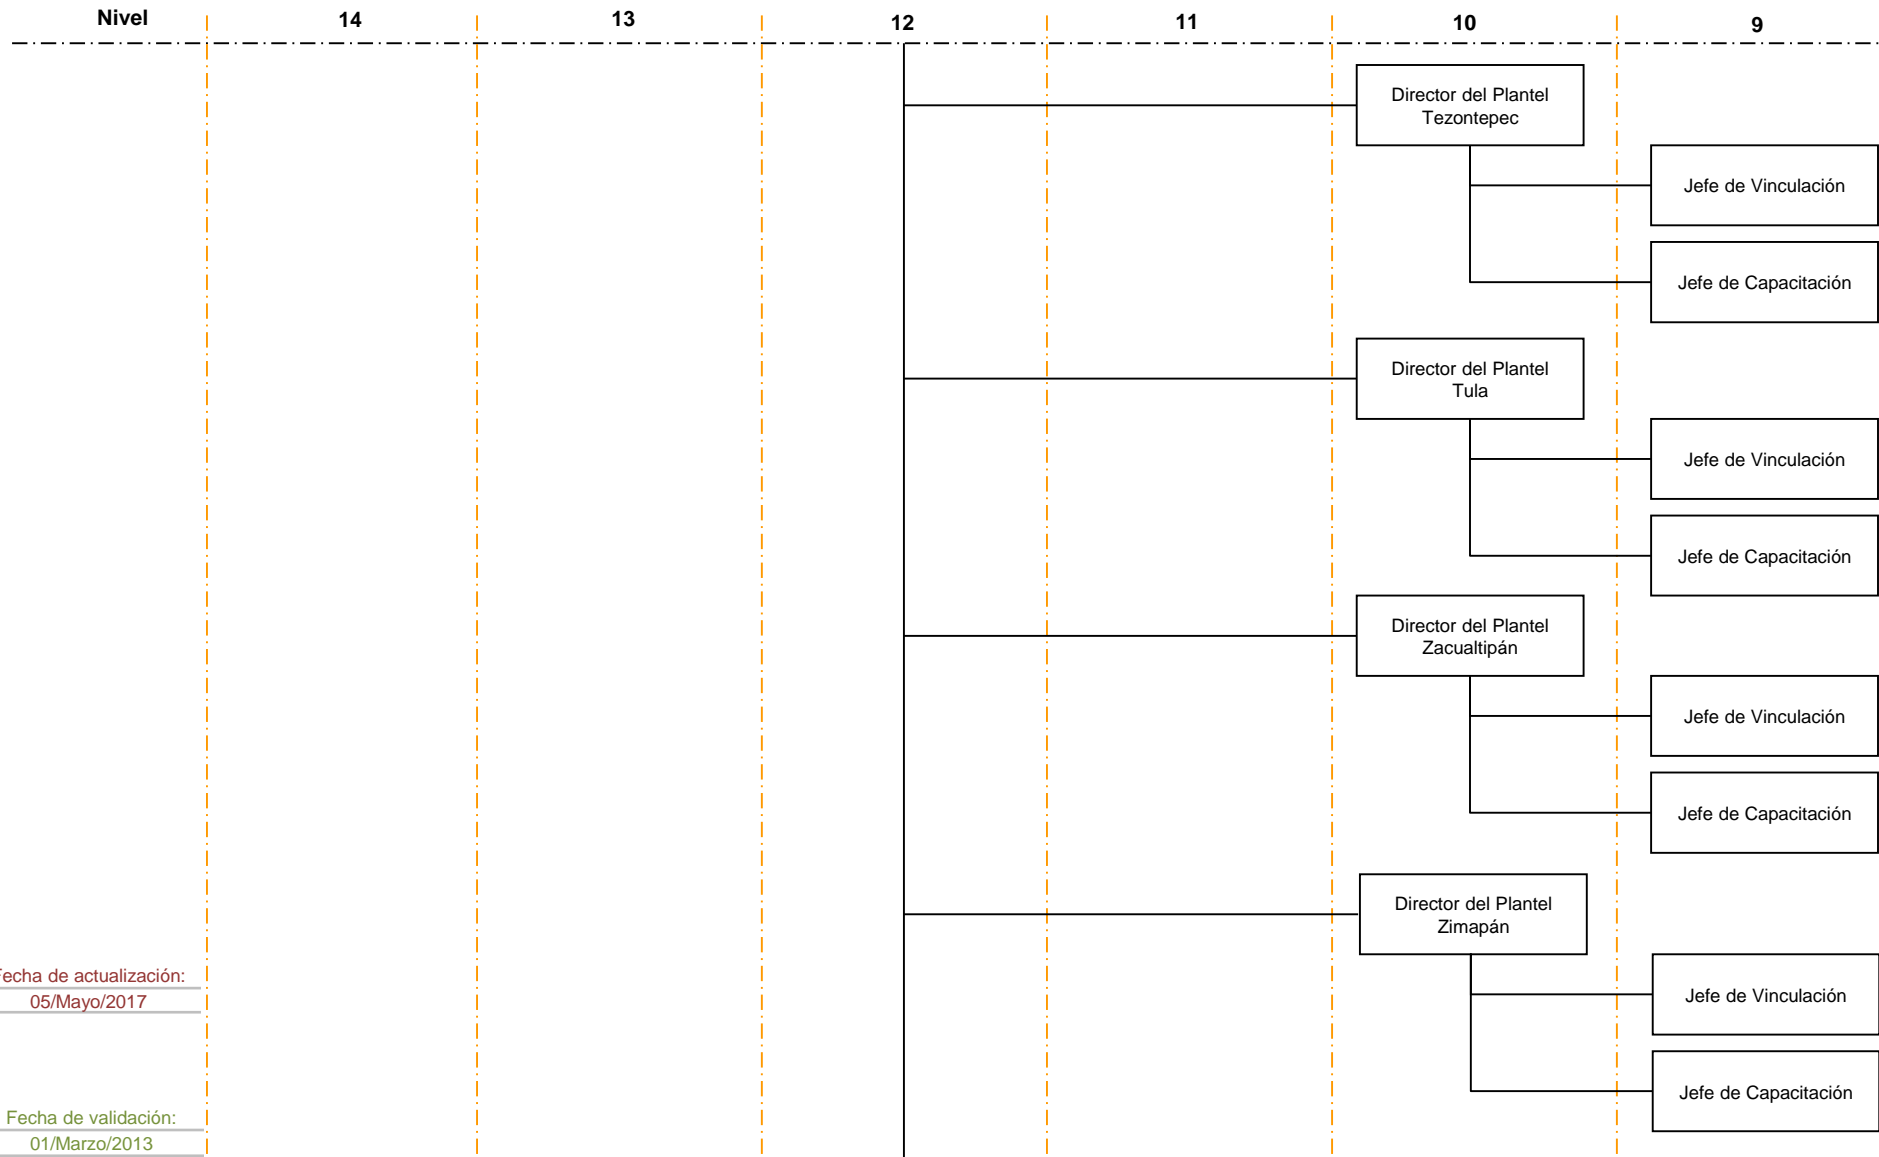 Nivel 14 13 12 11 10 9
Director del Plantel
Tezontepec
Jefe de Vinculación
Jefe de Capacitación
Director del Plantel
Tula
Jefe de Vinculación
Jefe de Capacitación
Director del Plantel
Zacualtipán
Jefe de Vinculación
Jefe de Capacitación
Director del Plantel
Zimapán
Jefe de Vinculación
Jefe de Capacitación
Fecha de actualización:
05/Mayo/2017
Fecha de validación:
01/Marzo/2013